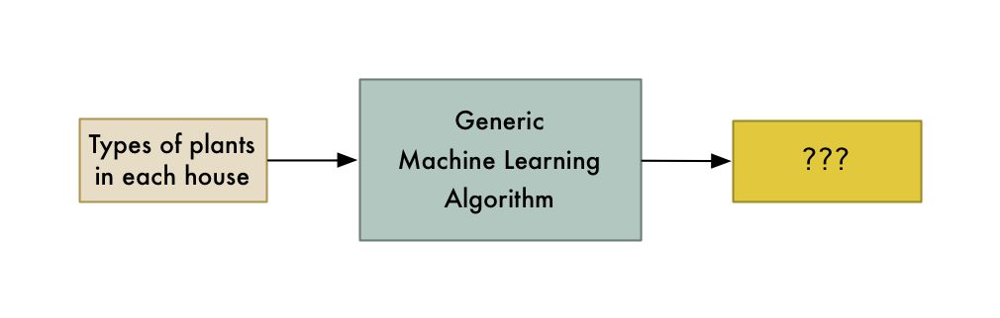 Types of plants
in each house
Generic
Machine Learning
Algorithm
???